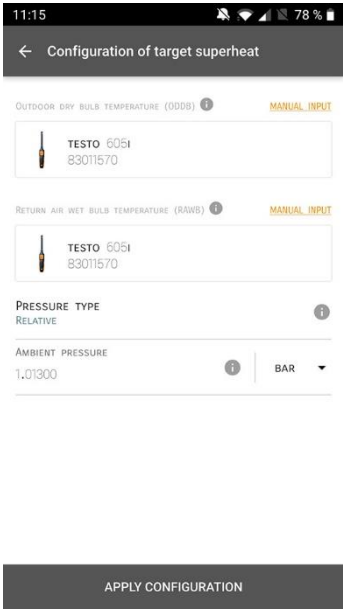 11:15
78 %
Configuration of target superheat
OUTDOOR DRY BULB TEMPERATURE (ODDB)
MANUAL INPUT
TESTO 605I
83011570
RETURN AIR WET BULB TEMPERATURE (RAWB)
MANUAL INPUT
TESTO 605I
83011570
PRESSURE TYPE
RELATIVE
AMBIENT PRESSURE
1.01300
BAR
APPLY CONFIGURATION